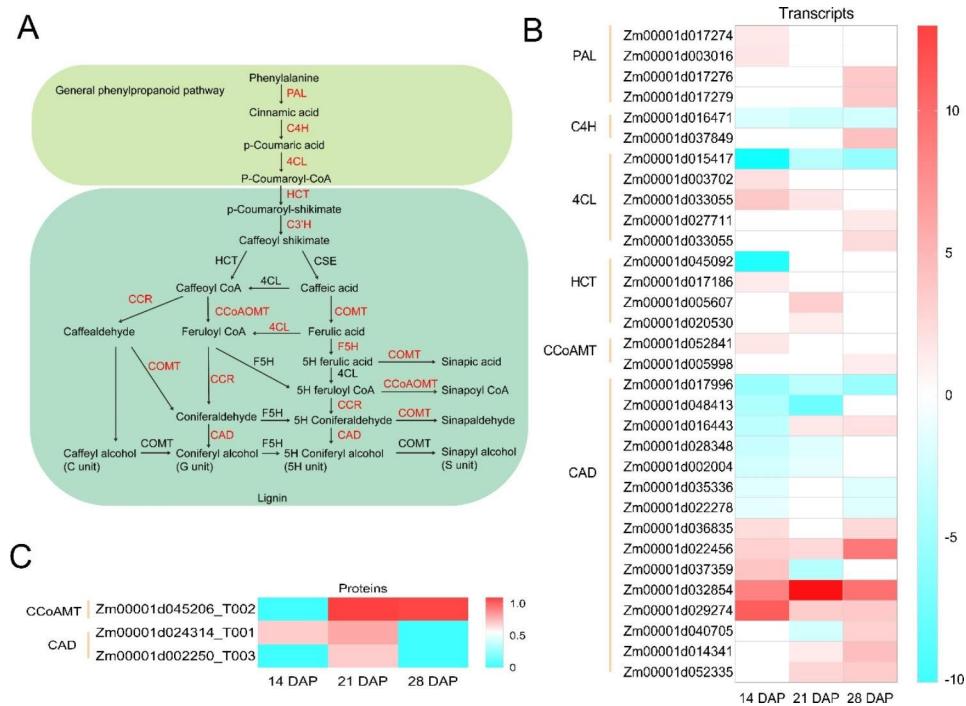 A
General phenylpropanoid pathway
Phenylalanine
PAL
Cinnamic acid
C4H
p-Coumaric acid
4CL
P-Coumaroyl-CoA
HCT
p-Coumaroyl-shikimate
C3'H
Caffeoyl shikimate
HCT
CSE
Caffeoyl CoA
4CL
Caffeic acid
CCR
CCoAOMT
COMT
Caffealdehyde
Feruloyl CoA
4CL
Ferulic acid
F5H
COMT
CCR
F5H
5H ferulic acid
COMT
Sinapic acid
4CL
5H feruloyl CoA
CCoAOMT
Sinapoyl CoA
CCR
Coniferaldehyde
F5H
5H Coniferaldehyde
COMT
Sinapaldehyde
CAD
CAD
Caffeyl alcohol
(C unit)
COMT
Coniferyl alcohol
(G unit)
F5H
5H Coniferyl alcohol
(5H unit)
COMT
Sinapyl alcohol
(S unit)
Lignin
B
Transcripts
PAL
Zm00001d017274
Zm00001d003016
Zm00001d017276
Zm00001d017279
C4H
Zm00001d016471
Zm00001d037849
4CL
Zm00001d015417
Zm00001d003702
Zm00001d033055
Zm00001d027711
Zm00001d033055
HCT
Zm00001d045092
Zm00001d017186
Zm00001d005607
Zm00001d020530
CCoAMT
Zm00001d052841
Zm00001d005998
CAD
Zm00001d017996
Zm00001d048413
Zm00001d016443
Zm00001d028348
Zm00001d002004
Zm00001d035336
Zm00001d022278
Zm00001d036835
Zm00001d022456
Zm00001d037359
Zm00001d032854
Zm00001d029274
Zm00001d040705
Zm00001d014341
Zm00001d052335
14 DAP 21 DAP 28 DAP
10
5
0
-5
-10
C
Proteins
CCoAMT
Zm00001d045206_T002
CAD
Zm00001d024314_T001
Zm00001d002250_T003
14 DAP 21 DAP 28 DAP
1.0
0.5
0